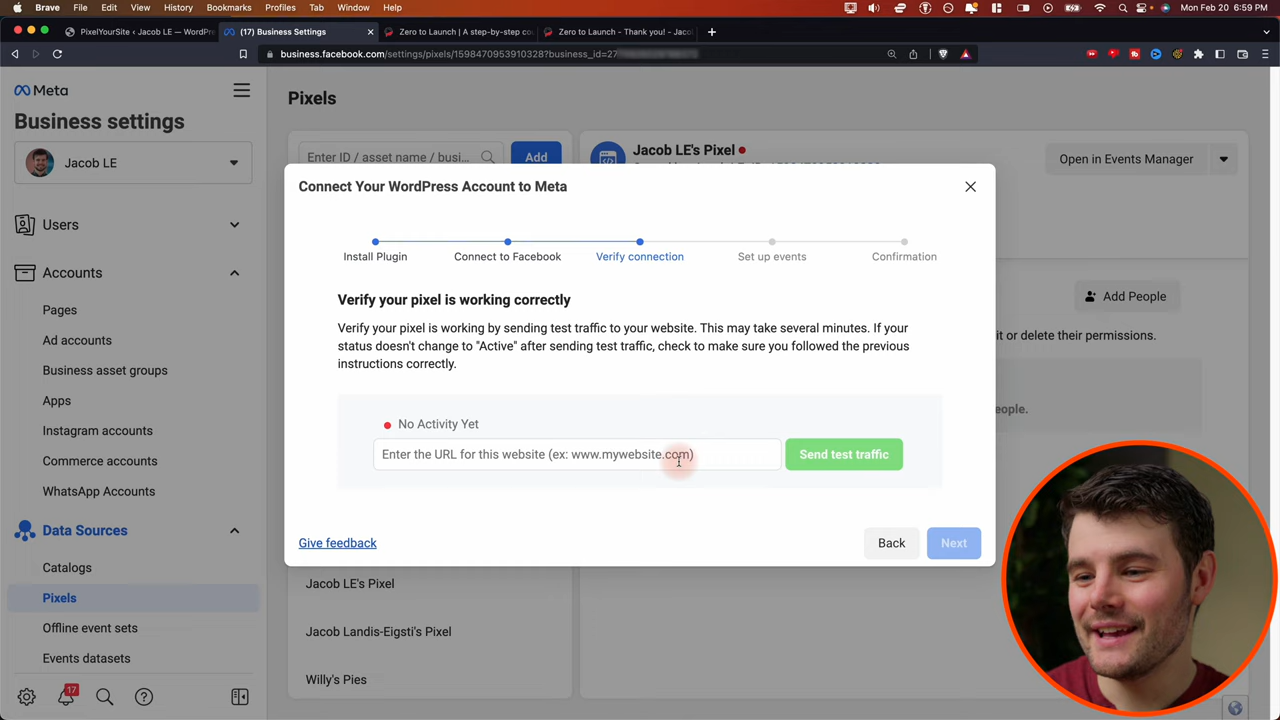 Brave File Edit View History Bookmarks Profiles Tab Window Help
Mon Feb 20 6:59 PM
PixelYourSite ‹ Jacob LE — WordPre
(17) Business Settings
Zero to Launch | A step-by-step co
Zero to Launch - Thank you! - Jaco
business.facebook.com/settings/pixels/1598470953910328?business_id=27
Meta
Business settings
Jacob LE
Users
Accounts
Pages
Ad accounts
Business asset groups
Apps
Instagram accounts
Commerce accounts
WhatsApp Accounts
Data Sources
Catalogs
Pixels
Offline event sets
Events datasets
17
Pixels
Enter ID / asset name / busi...
Add
Jacob LE's Pixel
Open in Events Manager
Add People
it or delete their permissions.
eople.
Connect Your WordPress Account to Meta
Install Plugin
Connect to Facebook
Verify connection
Set up events
Confirmation
Verify your pixel is working correctly
Verify your pixel is working by sending test traffic to your website. This may take several minutes. If your
status doesn't change to "Active" after sending test traffic, check to make sure you followed the previous
instructions correctly.
No Activity Yet
Enter the URL for this website (ex: www.mywebsite.com)
Send test traffic
Give feedback
Back
Next
Jacob LE's Pixel
Jacob Landis-Eigsti's Pixel
Willy's Pies